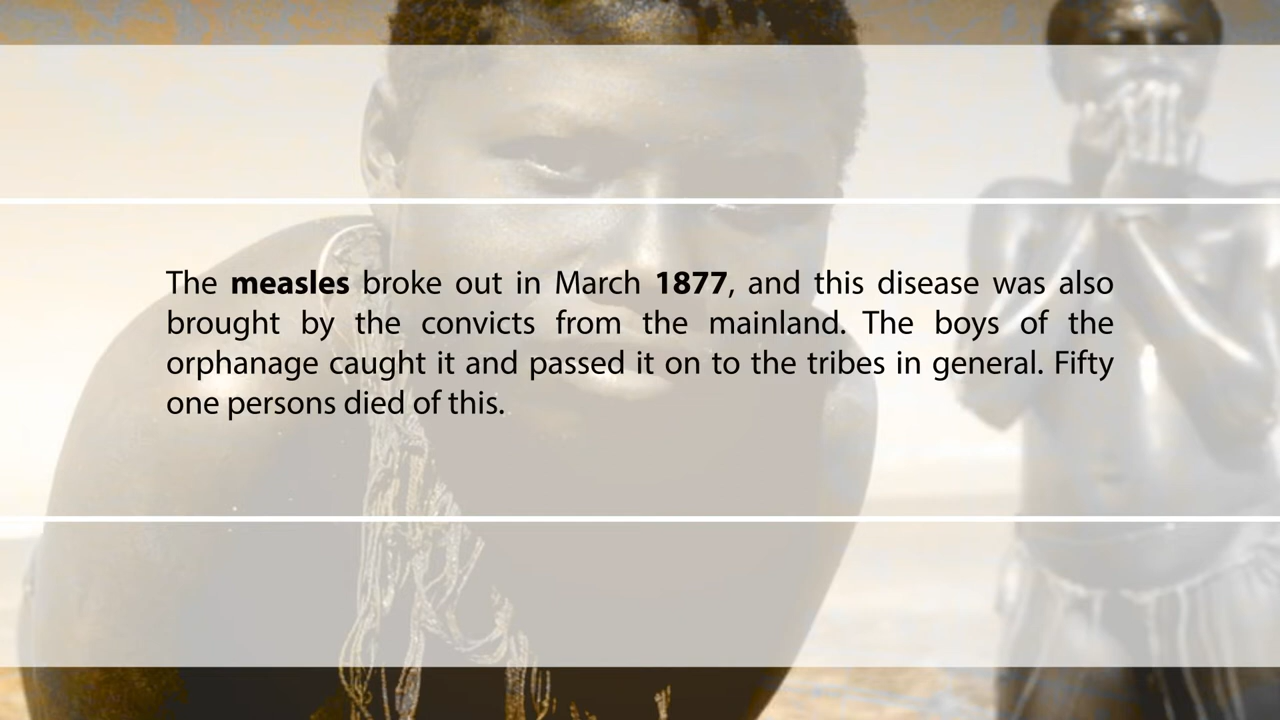 The measles broke out in March 1877, and this disease was also
brought by the convicts from the mainland. The boys of the
orphanage caught it and passed it on to the tribes in general. Fifty
one persons died of this.